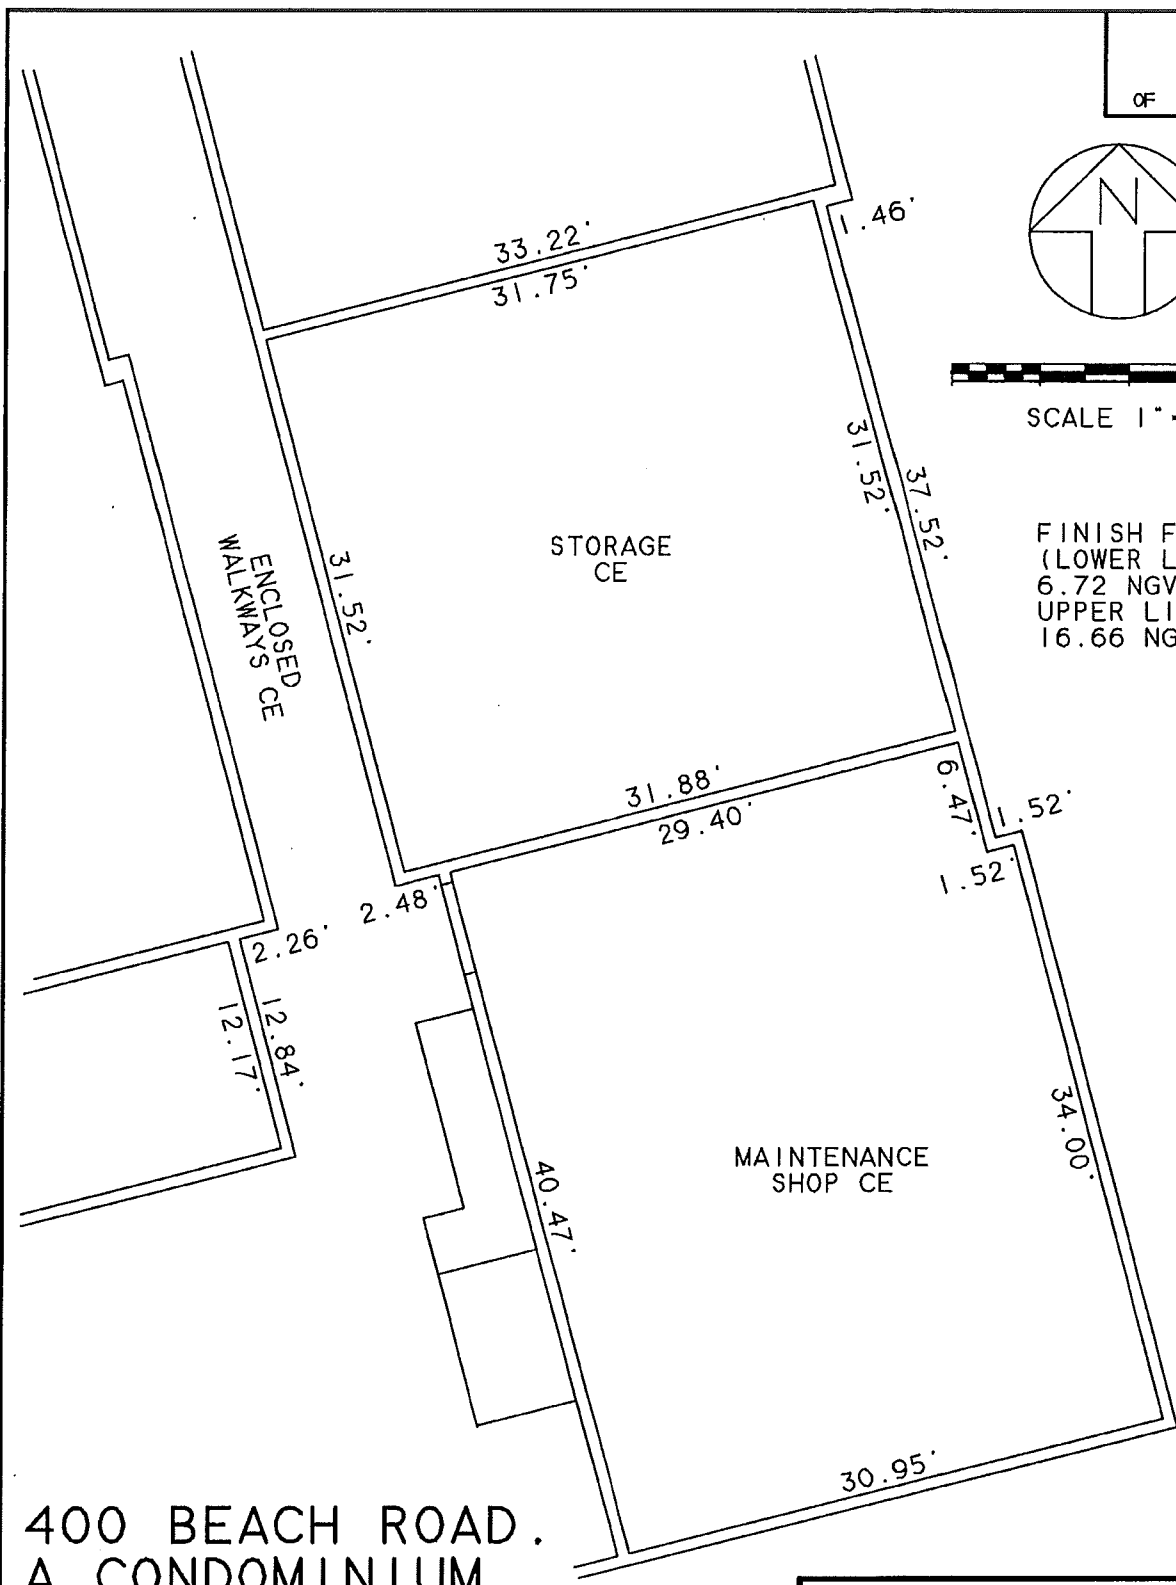 OF
N
1.46'
33.22'
31.75'
SCALE 1"
31.52'
37.52'
FINISH F
(LOWER L
6.72 NGV
UPPER LI
16.66 NG
STORAGE
CE
ENCLOSED
WALKWAYS CE
31.52'
31.88'
29.40'
6.47'
1.52'
1.52'
2.48'
2.26'
12.17'
12.84'
34.00'
MAINTENANCE
SHOP CE
40.47'
30.95'
400 BEACH ROAD.
A CONDOMINIUM